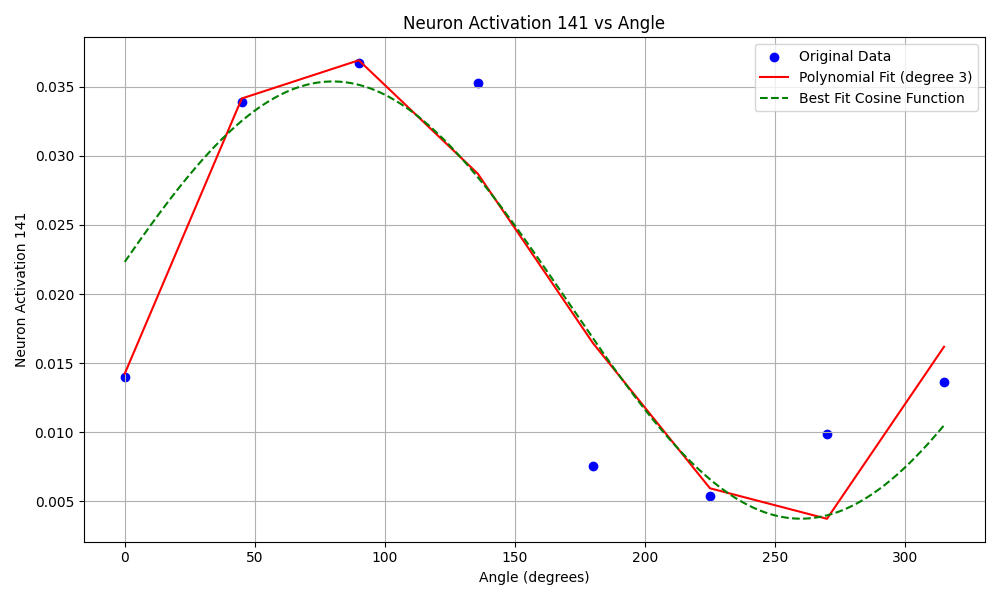 Neuron Activation 141 vs Angle
Original Data
Polynomial Fit (degree 3)
Best Fit Cosine Function
Neuron Activation 141
0.035
0.030
0.025
0.020
0.015
0.010
0.005
0
50
100
150
200
250
300
Angle (degrees)